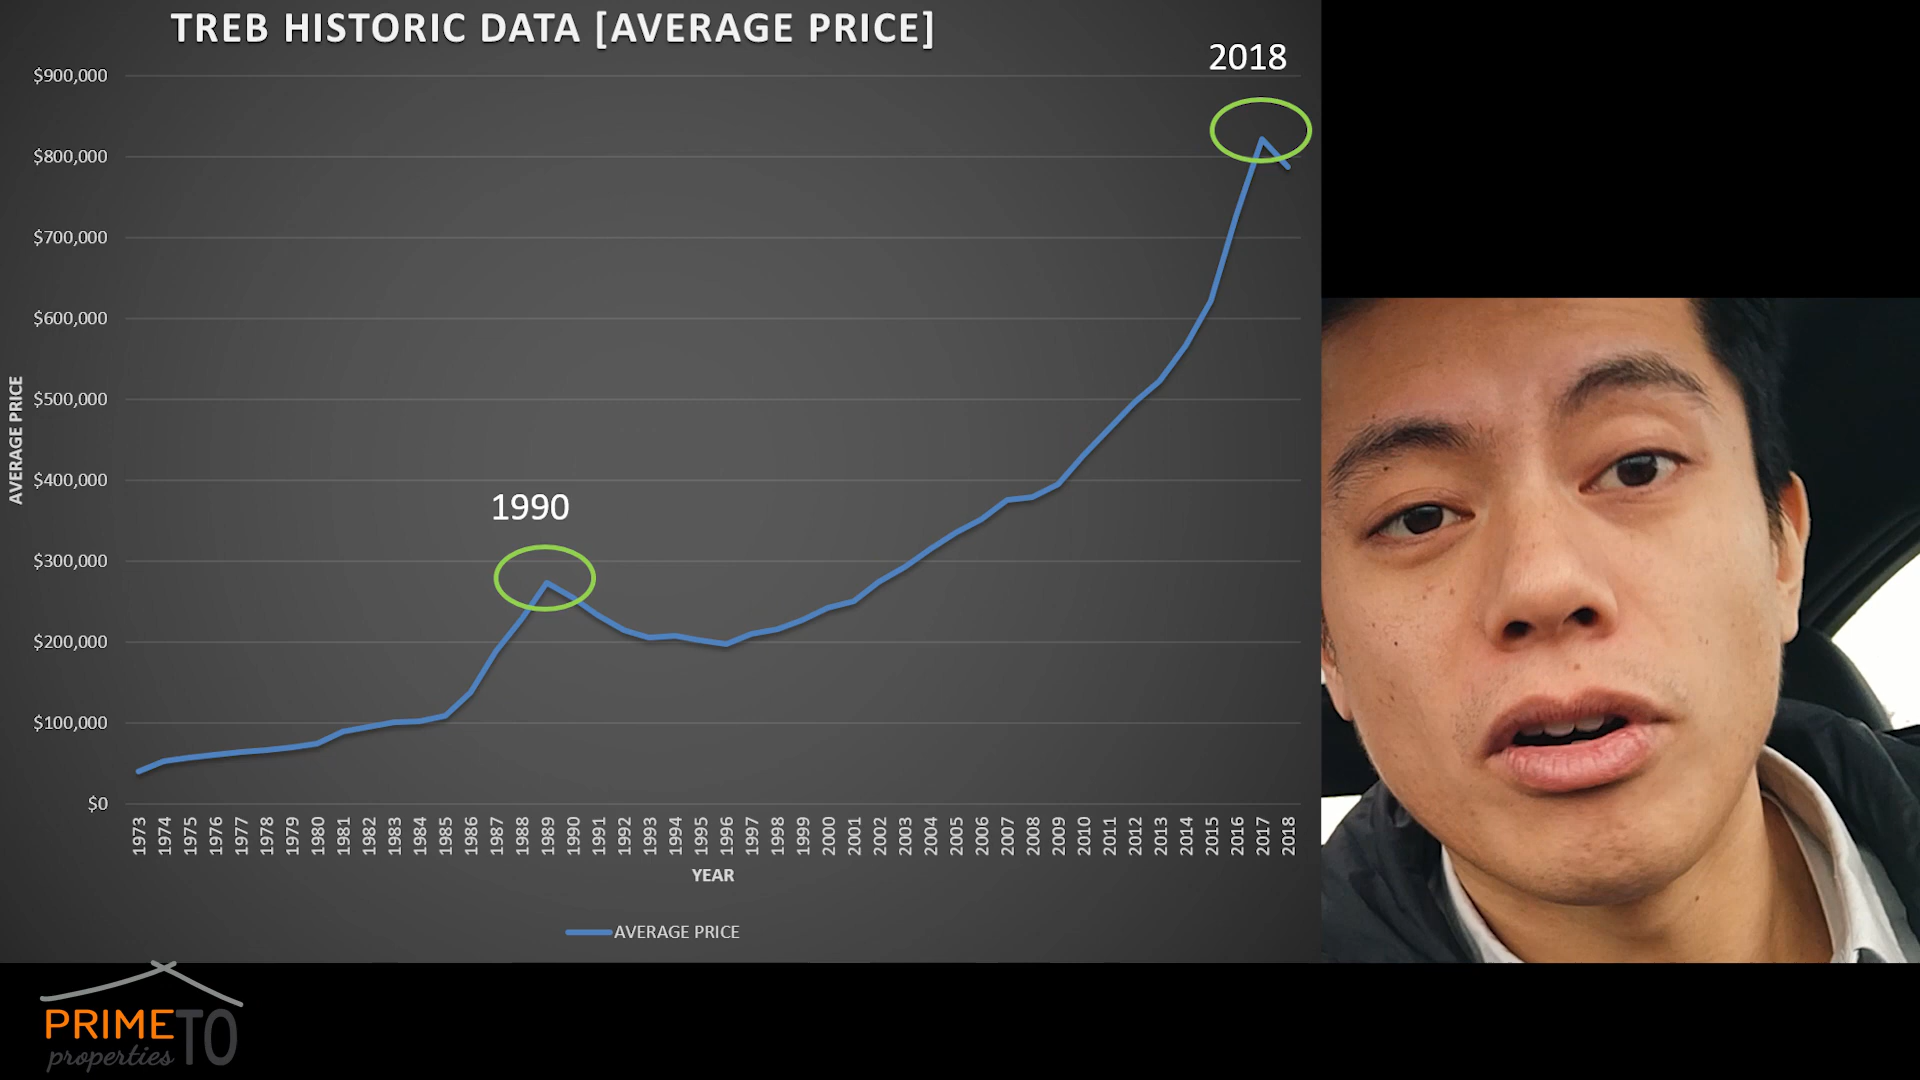 TREB HISTORIC DATA [AVERAGE PRICE]
2018
$900,000
$800,000
$700,000
$600,000
$500,000
$400,000
$300,000
$200,000
$100,000
$0
AVERAGE PRICE
1990
1973 1974 1975 1976 1977 1978 1979 1980 1981 1982 1983 1984 1985 1986 1987 1988 1989 1990 1991 1992 1993 1994 1995 1996 1997 1998 1999 2000 2001 2002 2003 2004 2005 2006 2007 2008 2009 2010 2011 2012 2013 2014 2015 2016 2017 2018
YEAR
AVERAGE PRICE
PRIMETO
properties